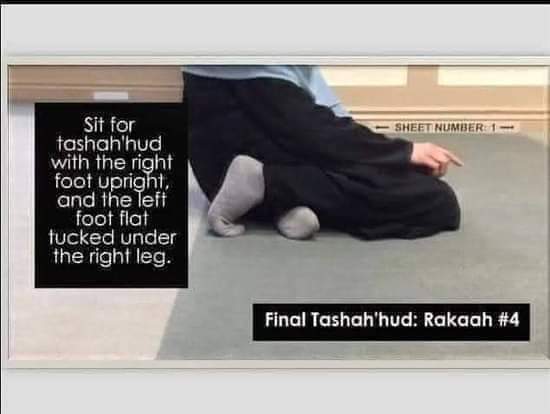 Sit for
tashah'hud
with the right
foot upright,
and the left
foot flat
tucked under
the right leg.
SHEET NUMBER: 1
Final Tashah'hud: Rakaah #4